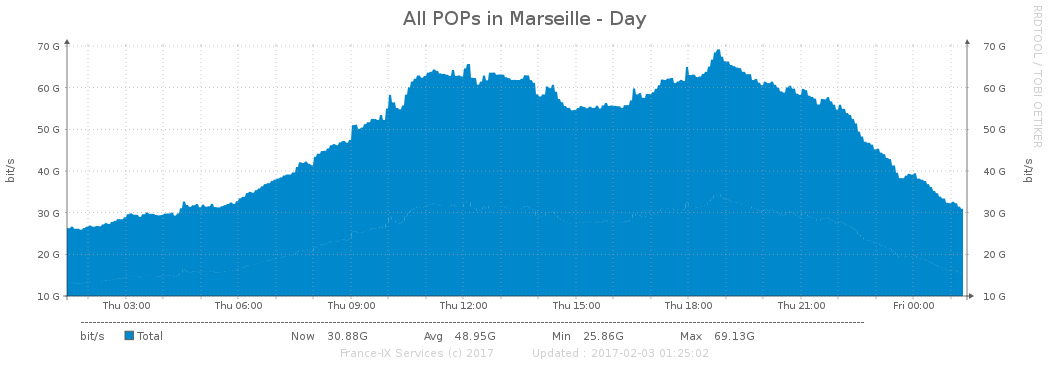 All POPs in Marseille - Day
RRDTOOL / TOBI OETIKER
70 G 70 G
60 G 60 G
50 G 50 G
40 G 40 G
30 G 30 G
20 G 20 G
10 G 10 G
bit/s bit/s
Thu 03:00 Thu 06:00 Thu 09:00 Thu 12:00 Thu 15:00 Thu 18:00 Thu 21:00 Fri 00:00
bit/s Total Now 30.88G Avg 48.95G Min 25.86G Max 69.13G
France-IX Services (c) 2017 Updated : 2017-02-03 01:25:02